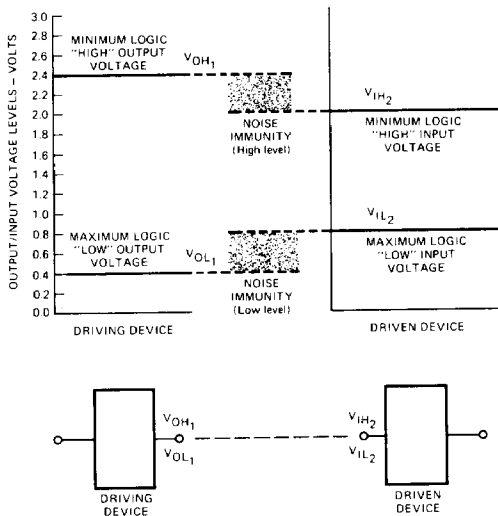 OUTPUT/INPUT VOLTAGE LEVELS – VOLTS
3.0
2.8
2.6
2.4
2.2
2.0
1.8
1.6
1.4
1.2
1.0
0.8
0.6
0.4
0.2
0.0
MINIMUM LOGIC
"HIGH" OUTPUT
VOLTAGE
VOH1
NOISE
IMMUNITY
(High level)
VIH2
MINIMUM LOGIC
"HIGH" INPUT
VOLTAGE
MAXIMUM LOGIC
"LOW" OUTPUT
VOLTAGE
VOL1
NOISE
IMMUNITY
(Low level)
VIL2
MAXIMUM LOGIC
"LOW" INPUT
VOLTAGE
DRIVING DEVICE
DRIVEN DEVICE
VOH1
VOL1
VIH2
VIL2
DRIVING
DEVICE
DRIVEN
DEVICE